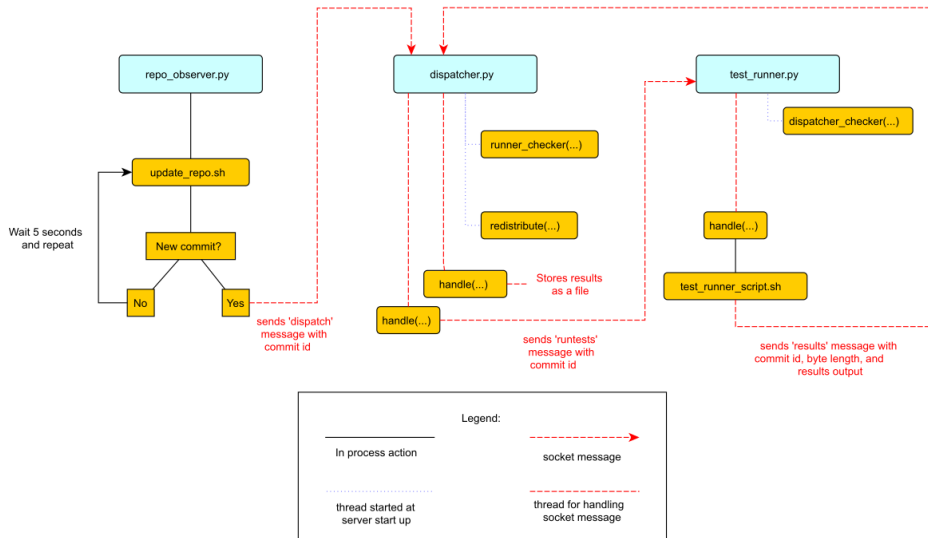 repo_observer.py
dispatcher.py
test_runner.py
dispatcher_checker(...)
runner_checker(...)
update_repo.sh
Wait 5 seconds
and repeat
New commit?
redistribute(...)
handle(...)
Stores results
as a file
handle(...)
test_runner_script.sh
No
Yes
handle(...)
sends 'dispatch'
message with
commit id
sends 'runtests'
message with
commit id
sends 'results' message with
commit id, byte length, and
results output
Legend:
In process action
socket message
thread started at
server start up
thread for handling
socket message